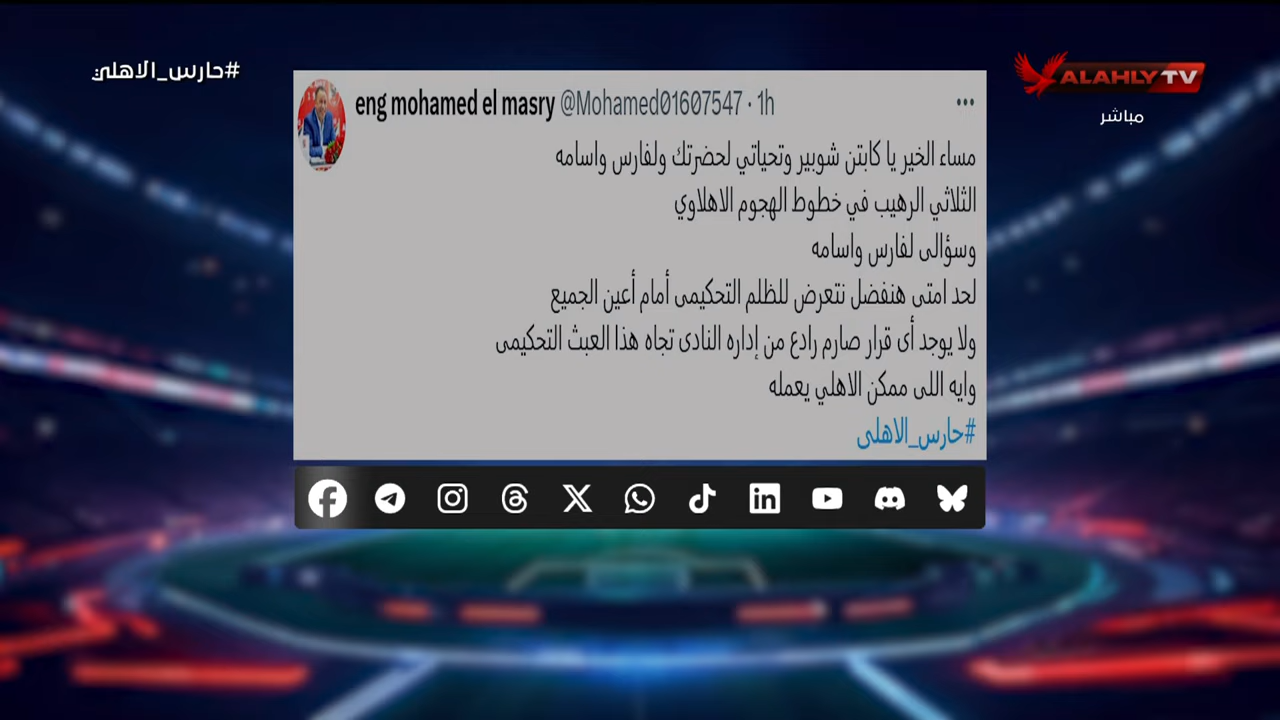 #حارس_الاهلي
ALAHLY TV
مباشر
eng mohamed el masry @Mohamed01607547 · 1h
مساء الخير يا كابتن شوبير وتحياتي لحضرتك ولفارس واسامه
الثلاثي الرهيب في خطوط الهجوم الاهلاوي
وسؤالى لفارس واسامه
لحد امتى هنفضل نتعرض للظلم التحكيمى أمام أعين الجميع
ولا يوجد أى قرار صارم رادع من إداره النادى تجاه هذا العبث التحكيمى
وايه اللى ممكن الاهلي يعمله
#حارس_الاهلى